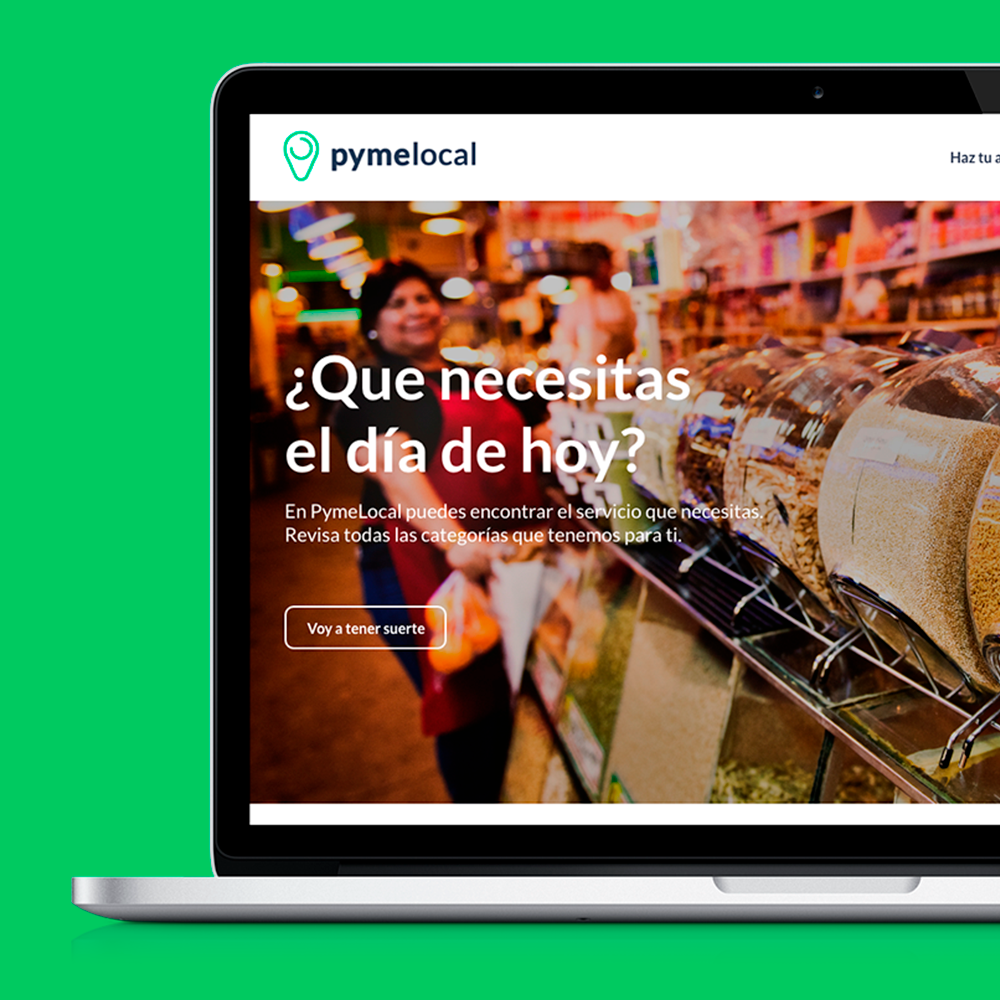 pymelocal
Haz tu a
¿Que necesitas
el día de hoy?
En PymeLocal puedes encontrar el servicio que necesitas.
Revisa todas las categorías que tenemos para ti.
Voy a tener suerte